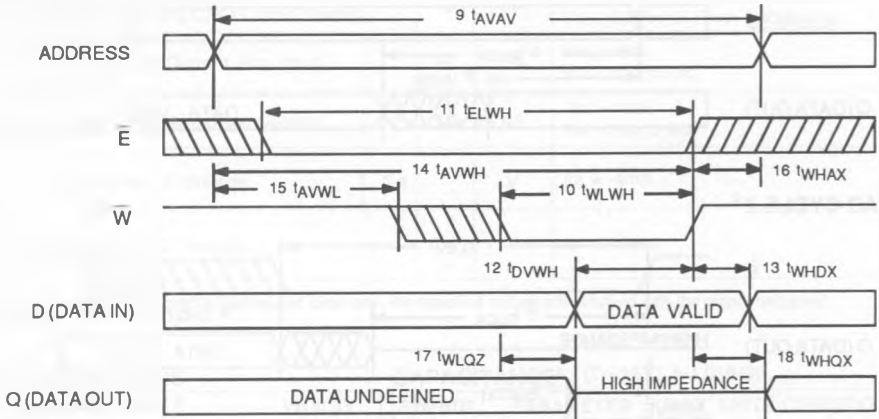 9 tAVAV
ADDRESS
11 tELWH
E
14 tAVWH
16 tWHAX
15 tAVWL
10 tWLWH
W
12 tDVWH
13 tWHDX
D (DATA IN)
DATA VALID
17 tWLQZ
18 tWHQX
Q (DATA OUT)
DATA UNDEFINED
HIGH IMPEDANCE